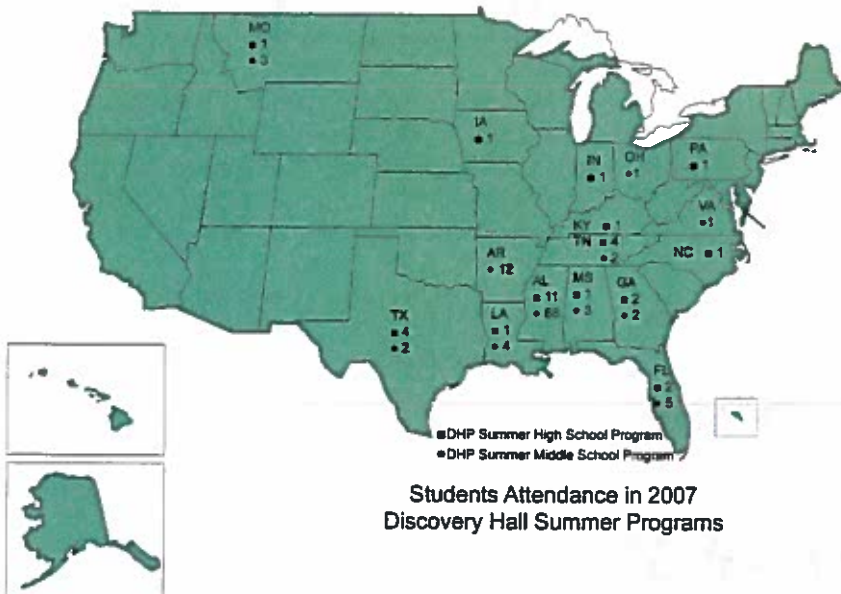 MO
■ 1
● 3
IA
■ 1
IN
■ 1
OH
● 1
PA
■ 1
VA
● 1
KY ■ 1
TN ■ 4
● 2
NC ■ 1
AR
● 12
AL
■ 11
MS
■ 1
● 3
GA
■ 2
● 2
TX
■ 4
● 2
LA
■ 1
● 4
FL
2
5
■ DHP Summer High School Program
● DHP Summer Middle School Program
Students Attendance in 2007
Discovery Hall Summer Programs